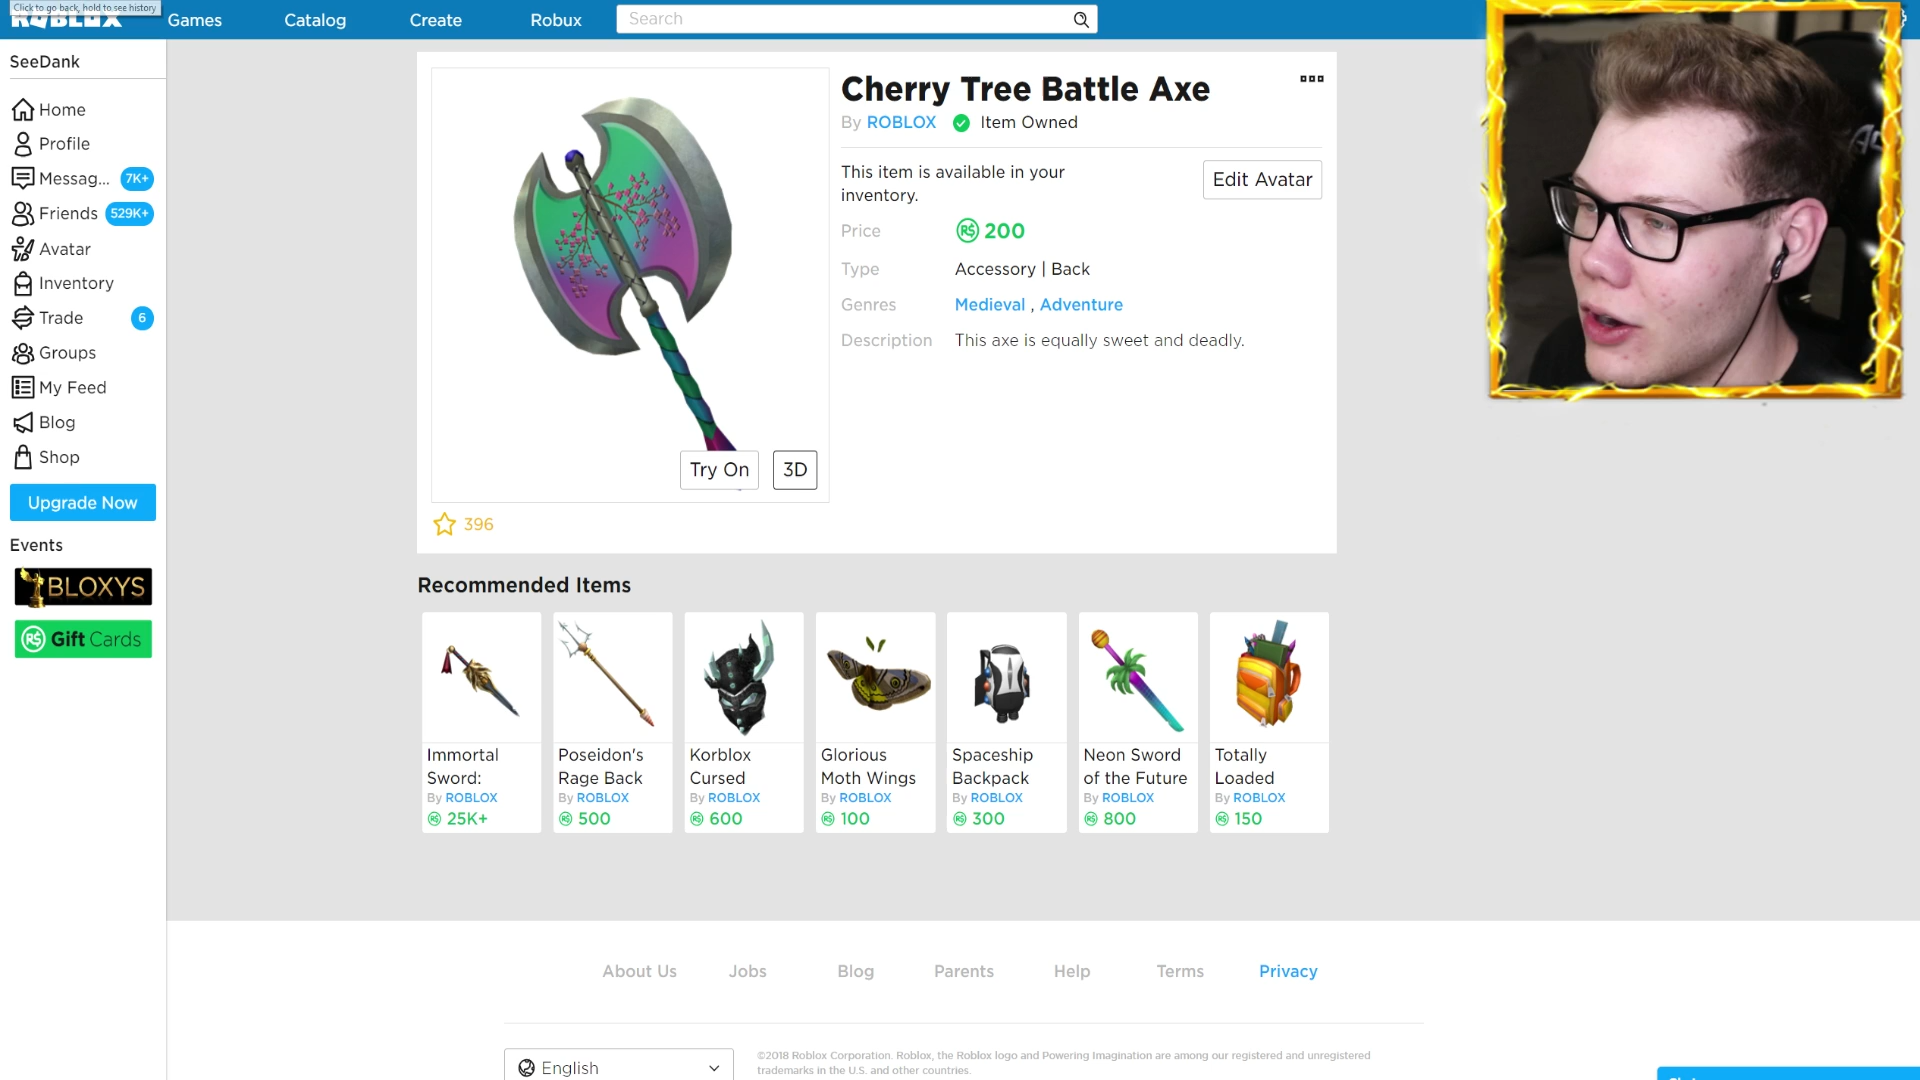 Click to go back, hold to see history
ROBLOX
Games
Catalog
Create
Robux
Search
SeeDank
Home
Profile
Messag... 7K+
Friends 529K+
Avatar
Inventory
Trade 6
Groups
My Feed
Blog
Shop
Upgrade Now
Events
BLOXYS
R$ Gift Cards
Cherry Tree Battle Axe
By ROBLOX Item Owned
This item is available in your
inventory.
Edit Avatar
Price R$ 200
Type Accessory | Back
Genres Medieval , Adventure
Description This axe is equally sweet and deadly.
Try On
3D
396
Recommended Items
Immortal
Sword:
By ROBLOX
R$ 25K+
Poseidon's
Rage Back
By ROBLOX
R$ 500
Korblox
Cursed
By ROBLOX
R$ 600
Glorious
Moth Wings
By ROBLOX
R$ 100
Spaceship
Backpack
By ROBLOX
R$ 300
Neon Sword
of the Future
By ROBLOX
R$ 800
Totally
Loaded
By ROBLOX
R$ 150
About Us
Jobs
Blog
Parents
Help
Terms
Privacy
English
©2018 Roblox Corporation. Roblox, the Roblox logo and Powering Imagination are among our registered and unregistered
trademarks in the U.S. and other countries.